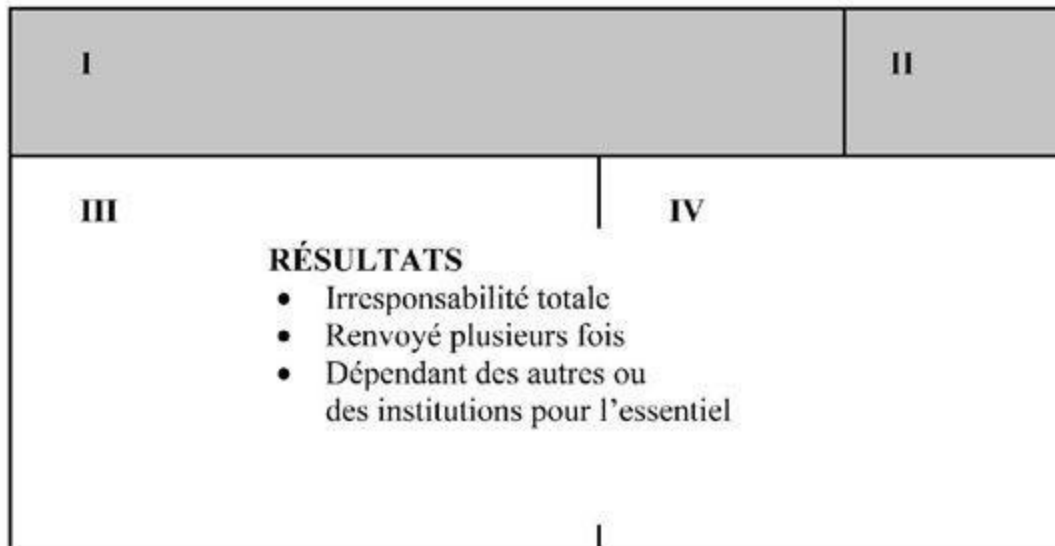 I
II
III
IV
RÉSULTATS
• Irresponsabilité totale
• Renvoyé plusieurs fois
• Dépendant des autres ou
des institutions pour l’essentiel